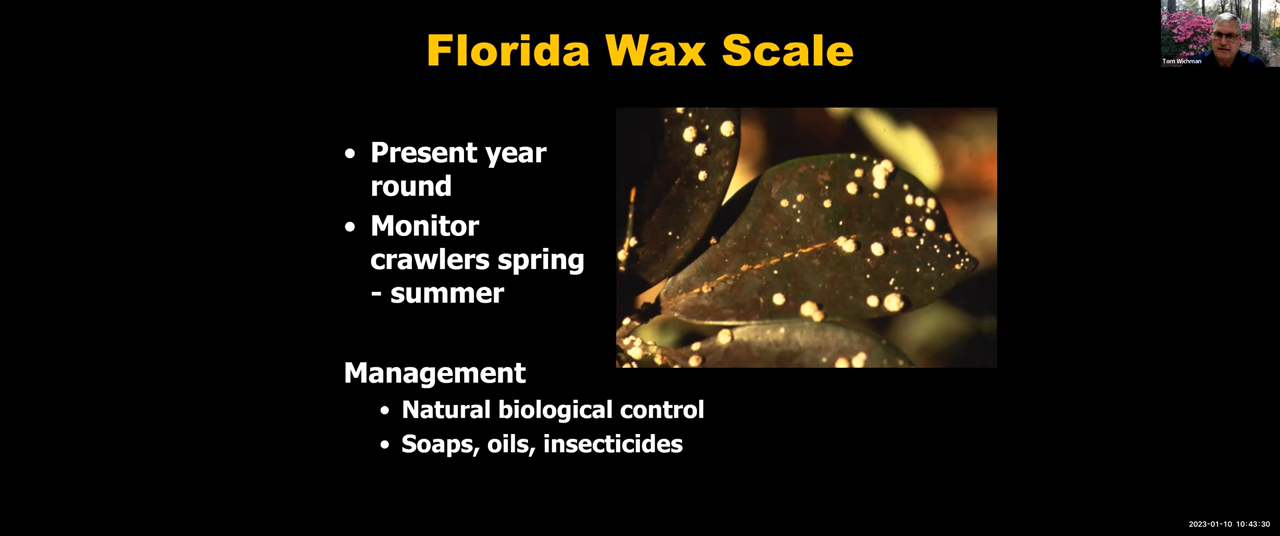 Florida Wax Scale
Tom Wichman
• Present year
round
• Monitor
crawlers spring
- summer
Management
• Natural biological control
• Soaps, oils, insecticides
2023-01-10 10:43:30